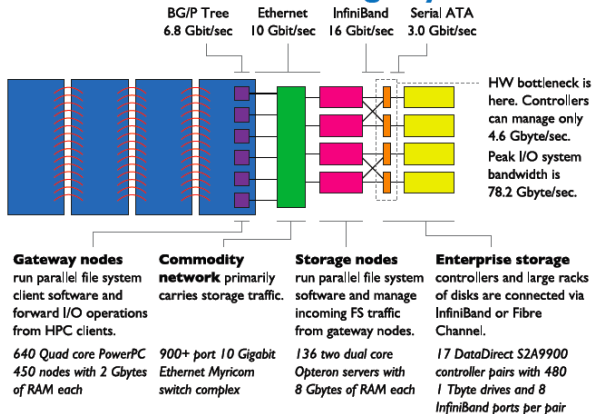 BG/P Tree
6.8 Gbit/sec
Ethernet
10 Gbit/sec
InfiniBand
16 Gbit/sec
Serial ATA
3.0 Gbit/sec
HW bottleneck is
here. Controllers
can manage only
4.6 Gbyte/sec.
Peak I/O system
bandwidth is
78.2 Gbyte/sec.
Gateway nodes
run parallel file system
client software and
forward I/O operations
from HPC clients.
640 Quad core PowerPC
450 nodes with 2 Gbytes
of RAM each
Commodity
network primarily
carries storage traffic.
900+ port 10 Gigabit
Ethernet Myricom
switch complex
Storage nodes
run parallel file system
software and manage
incoming FS traffic
from gateway nodes.
136 two dual core
Opteron servers with
8 Gbytes of RAM each
Enterprise storage
controllers and large racks
of disks are connected via
InfiniBand or Fibre
Channel.
17 DataDirect S2A9900
controller pairs with 480
1 Tbyte drives and 8
InfiniBand ports per pair